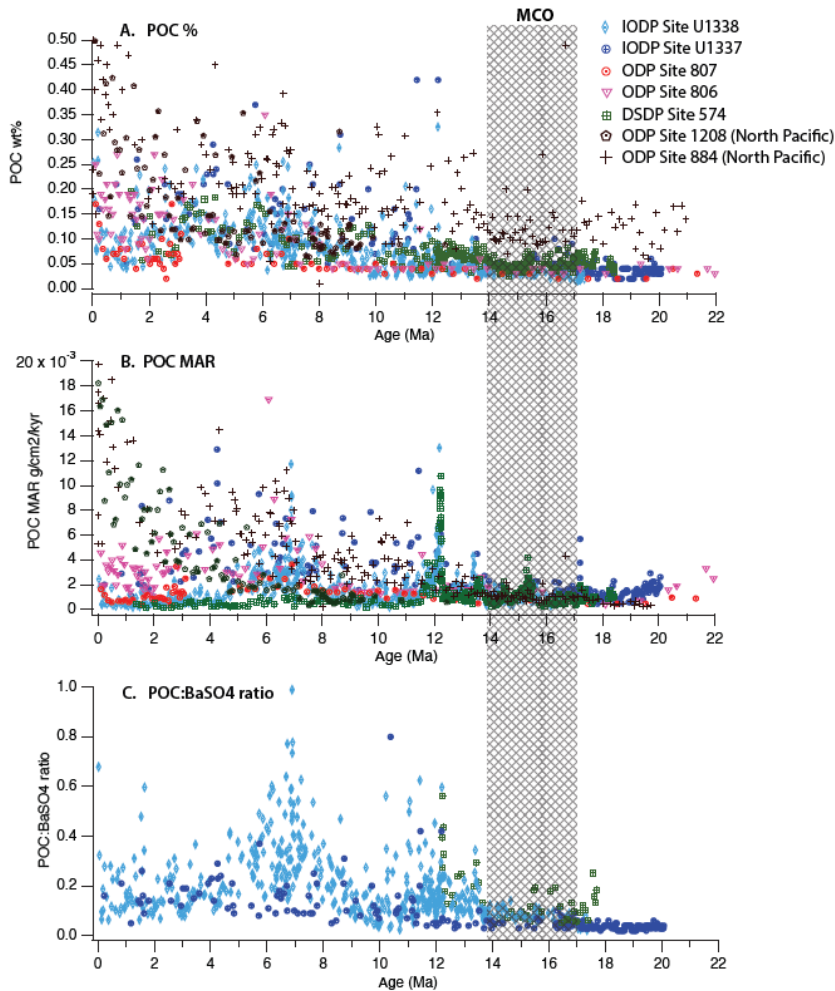 MCO
A. POC %
IODP Site U1338
IODP Site U1337
ODP Site 807
ODP Site 806
DSDP Site 574
ODP Site 1208 (North Pacific)
ODP Site 884 (North Pacific)
POC wt%
0.50
0.45
0.40
0.35
0.30
0.25
0.20
0.15
0.10
0.05
0.00
0 2 4 6 8 10 12 14 16 18 20 22
Age (Ma)
B. POC MAR
POC MAR g/cm2/kyr
20 x 10⁻³
18
16
14
12
10
8
6
4
2
0
0 2 4 6 8 10 12 14 16 18 20 22
Age (Ma)
C. POC:BaSO4 ratio
POC:BaSO4 ratio
1.0
0.8
0.6
0.4
0.2
0.0
0 2 4 6 8 10 12 14 16 18 20 22
Age (Ma)